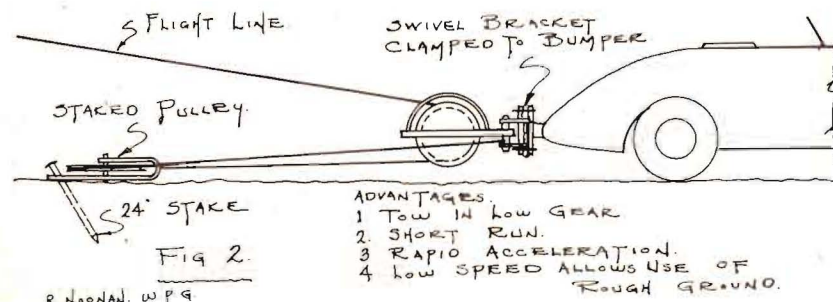 FLIGHT LINE
SWIVEL BRACKET
CLAMPED TO BUMPER
STAKED PULLEY.
24" STAKE
FIG 2.
ADVANTAGES.
1 TOW IN LOW GEAR
2. SHORT RUN.
3 RAPID ACCELERATION.
4 LOW SPEED ALLOWS USE OF
ROUGH GROUND.
R. NOONAN. WPG.